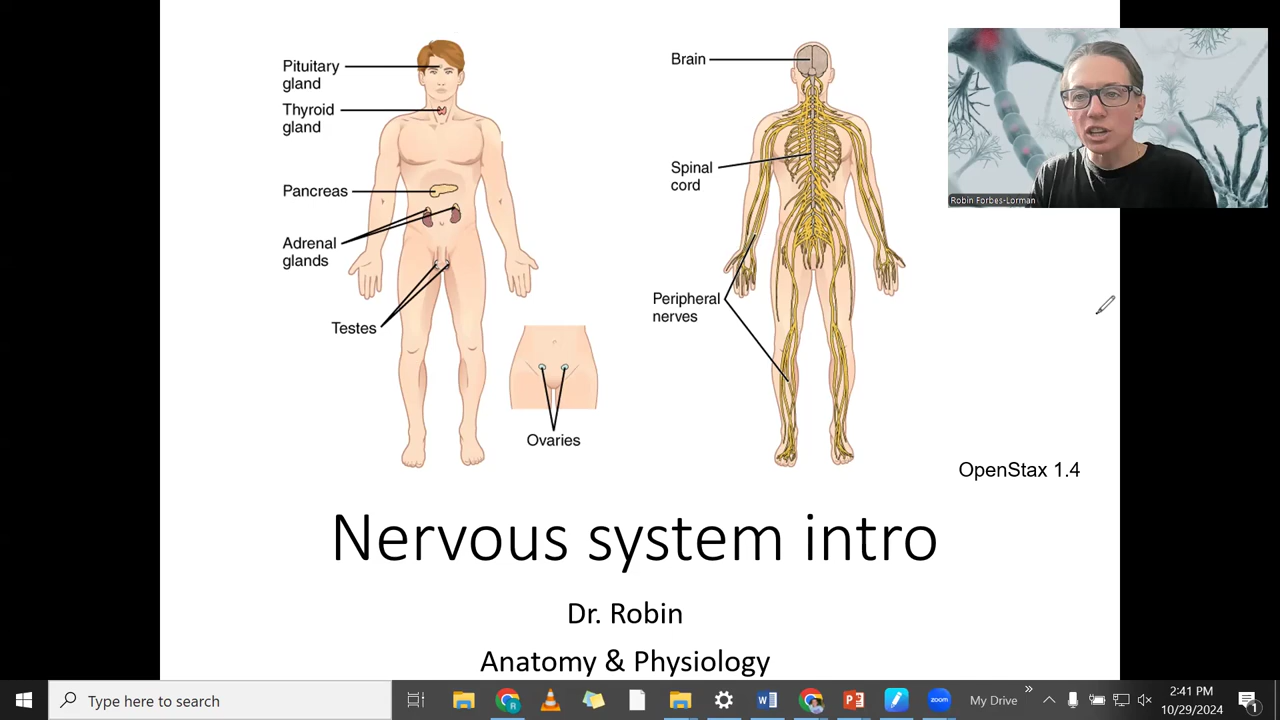 Pituitary
gland
Thyroid
gland
Pancreas
Adrenal
glands
Testes
Ovaries
Brain
Spinal
cord
Peripheral
nerves
Robin Forbes-Lorman
OpenStax 1.4
Nervous system intro
Dr. Robin
Anatomy & Physiology
Type here to search
My Drive
2:41 PM
10/29/2024
1